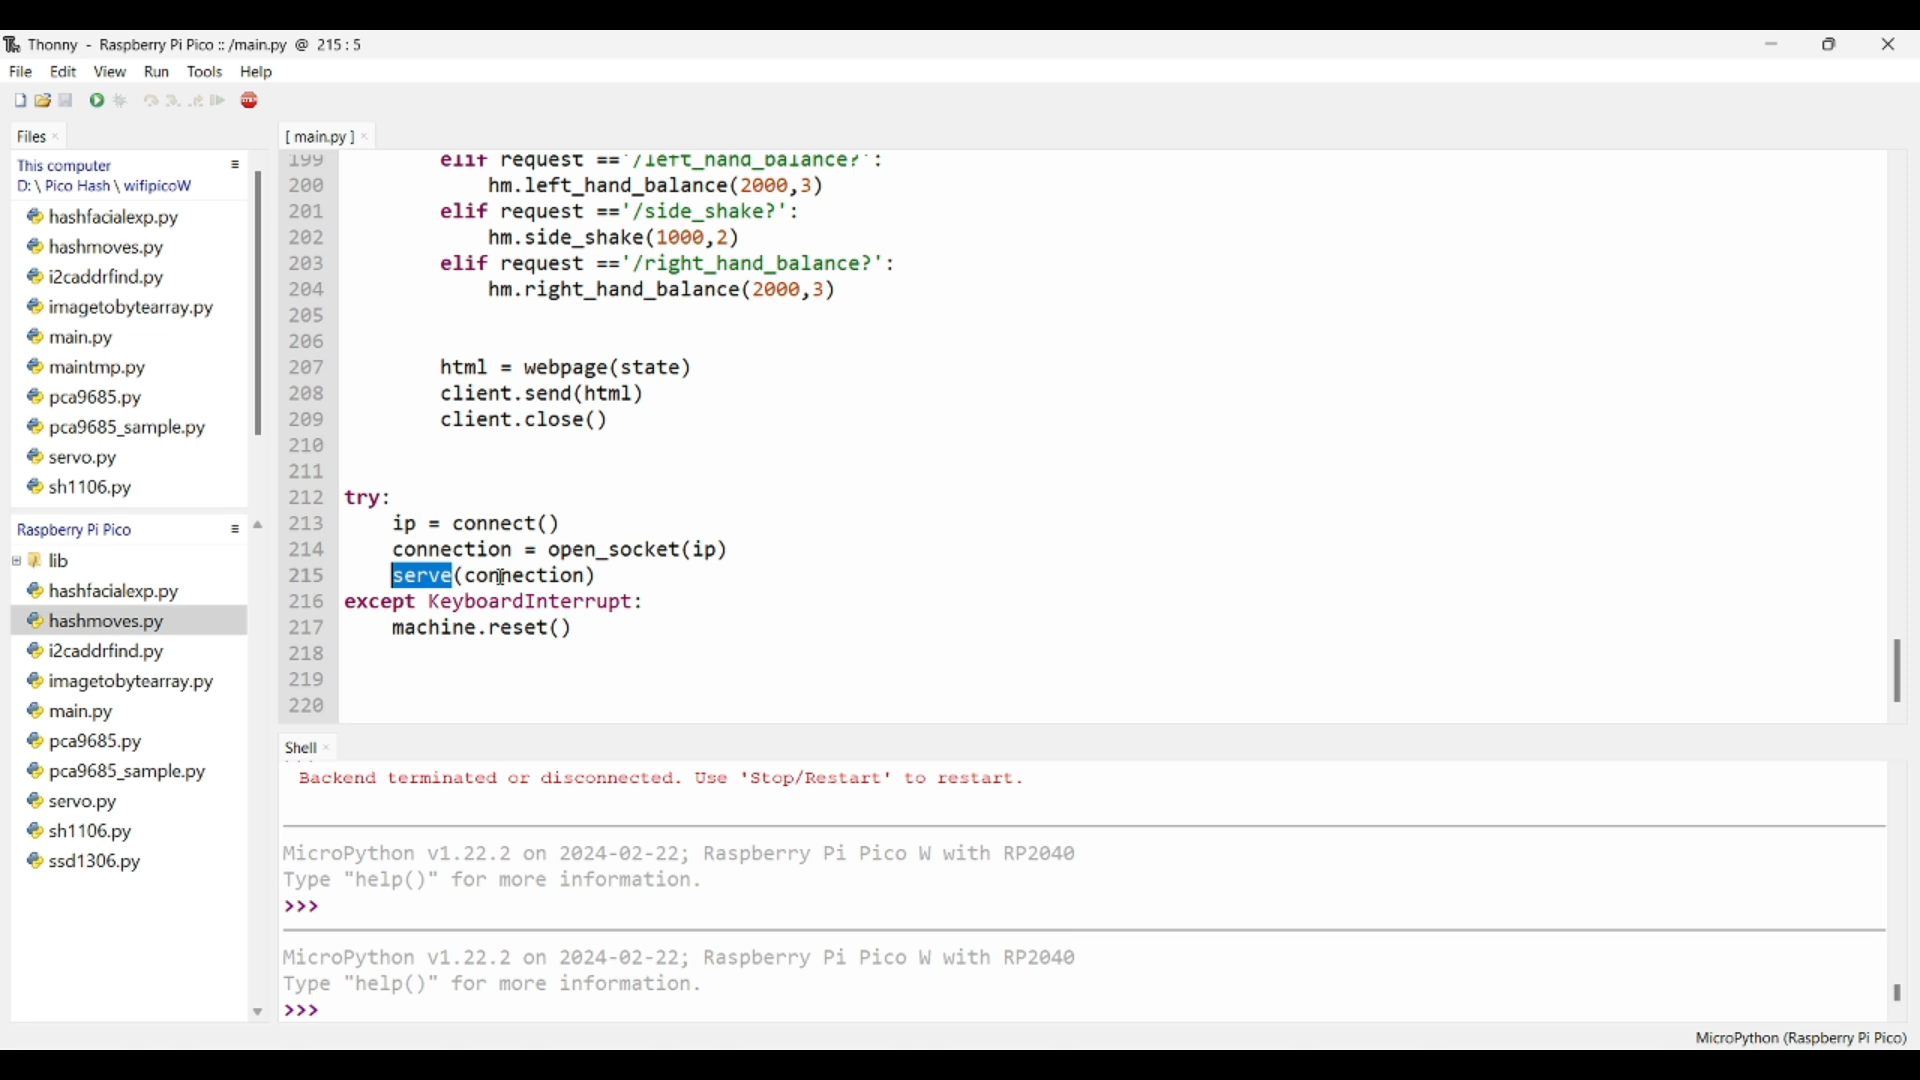 Thonny - Raspberry Pi Pico :: /main.py @ 215 : 5
File Edit View Run Tools Help
Files
This computer
D: \ Pico Hash \ wifipicoW
hashfacialexp.py
hashmoves.py
i2caddrfind.py
imagetobytearray.py
main.py
maintmp.py
pca9685.py
pca9685_sample.py
servo.py
sh1106.py
Raspberry Pi Pico
lib
hashfacialexp.py
hashmoves.py
i2caddrfind.py
imagetobytearray.py
main.py
pca9685.py
pca9685_sample.py
servo.py
sh1106.py
ssd1306.py
[ main.py ]
199 elif request =='/left_hand_balance?':
200 hm.left_hand_balance(2000,3)
201 elif request =='/side_shake?':
202 hm.side_shake(1000,2)
203 elif request =='/right_hand_balance?':
204 hm.right_hand_balance(2000,3)
205
206
207 html = webpage(state)
208 client.send(html)
209 client.close()
210
211
212 try:
213 ip = connect()
214 connection = open_socket(ip)
215 serve(connection)
216 except KeyboardInterrupt:
217 machine.reset()
218
219
220
Shell
Backend terminated or disconnected. Use 'Stop/Restart' to restart.
MicroPython v1.22.2 on 2024-02-22; Raspberry Pi Pico W with RP2040
Type "help()" for more information.
>>>
MicroPython v1.22.2 on 2024-02-22; Raspberry Pi Pico W with RP2040
Type "help()" for more information.
>>>
MicroPython (Raspberry Pi Pico)